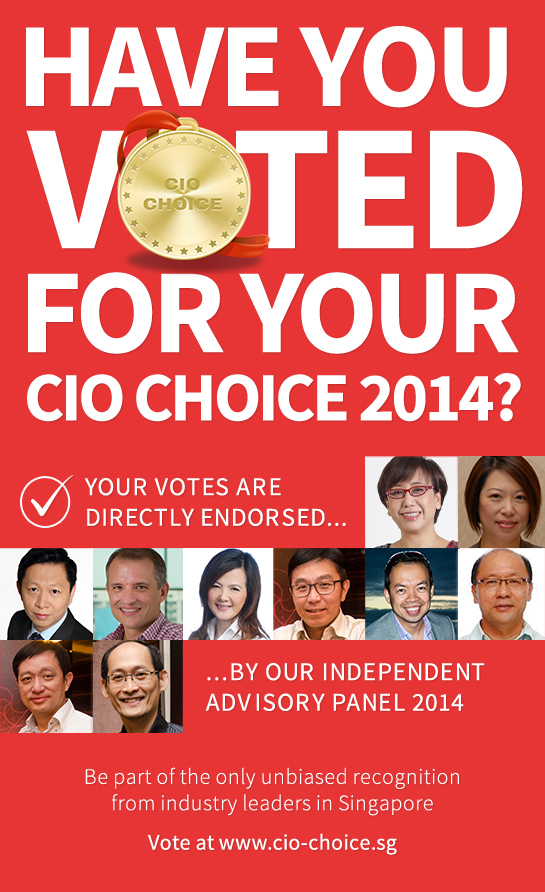 HAVE YOU
VOTED
CIO
CHOICE
FOR YOUR
CIO CHOICE 2014?
YOUR VOTES ARE
DIRECTLY ENDORSED...
...BY OUR INDEPENDENT
ADVISORY PANEL 2014
Be part of the only unbiased recognition
from industry leaders in Singapore
Vote at www.cio-choice.sg